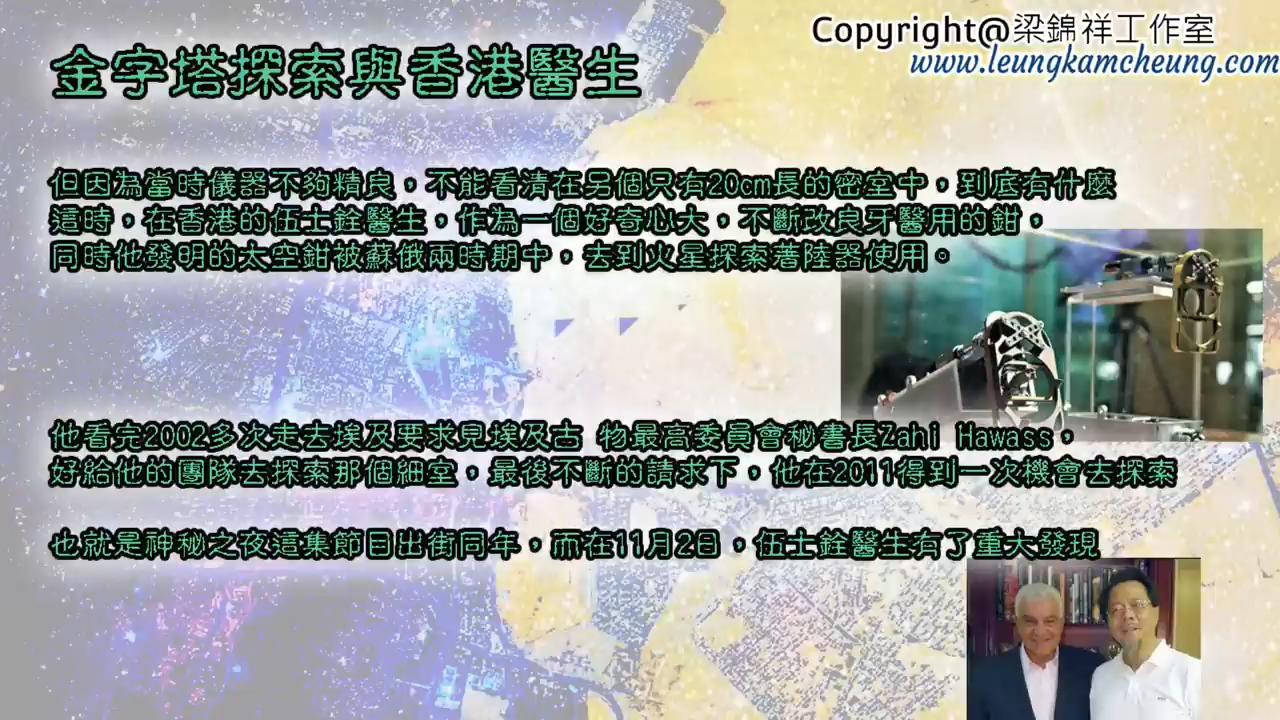 Copyright@梁錦祥工作室
www.leungkamcheung.com
金字塔探索與香港醫生
但因為當時儀器不夠精良，不能看清在另個只有20cm長的密室中，到底有什麼
這時，在香港的伍士銓醫生，作為一個好奇心大，不斷改良牙醫用的鉗，
同時他發明的太空鉗被蘇俄兩時期中，去到火星探索著陸器使用。
他看完2002多次走去埃及要求見埃及古 物最高委員會秘書長Zahi Hawass，
好給他的團隊去探索那個細室，最後不斷的請求下，他在2011得到一次機會去探索
也就是神秘之夜這集節目出街同年，而在11月2日，伍士銓醫生有了重大發現